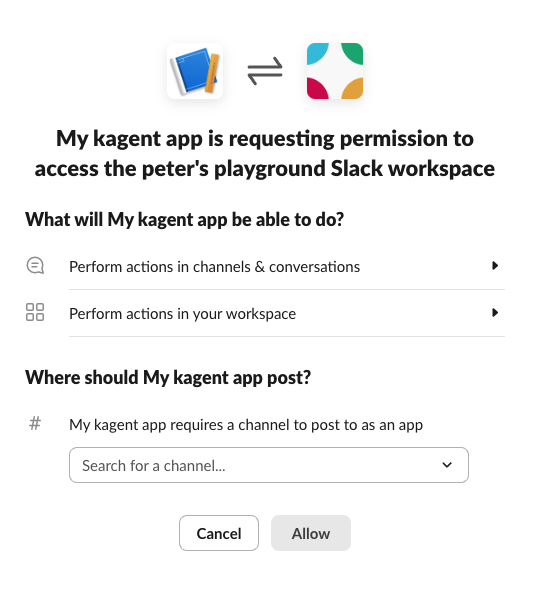 My kagent app is requesting permission to
access the peter's playground Slack workspace
What will My kagent app be able to do?
Perform actions in channels & conversations
Perform actions in your workspace
Where should My kagent app post?
# My kagent app requires a channel to post to as an app
Search for a channel...
Cancel Allow